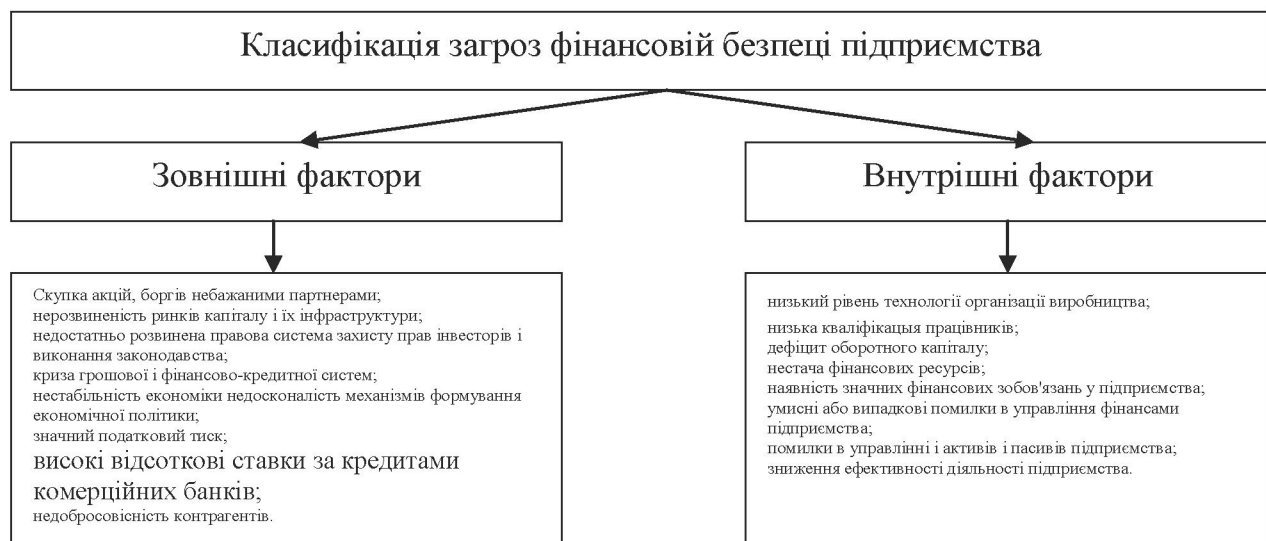 Класифікація загроз фінансовій безпеці підприємства
Зовнішні фактори
Внутрішні фактори
Скупка акцій, боргів небажаними партнерами;
нерозвиненість ринків капіталу і їх інфраструктури;
недостатньо розвинена правова система захисту прав інвесторів і
виконання законодавства;
криза грошової і фінансово-кредитної систем;
нестабільність економіки недосконалість механізмів формування
економічної політики;
значний податковий тиск;
високі відсоткові ставки за кредитами
комерційних банків;
недобросовісність контрагентів.
низький рівень технології організації виробництва;
низька кваліфікацыя працівників;
дефіцит оборотного капіталу;
нестача фінансових ресурсів;
наявність значних фінансових зобов'язань у підприємства;
умисні або випадкові помилки в управління фінансами
підприємства;
помилки в управлінні і активів і пасивів підприємства;
зниження ефективності діяльності підприємства.